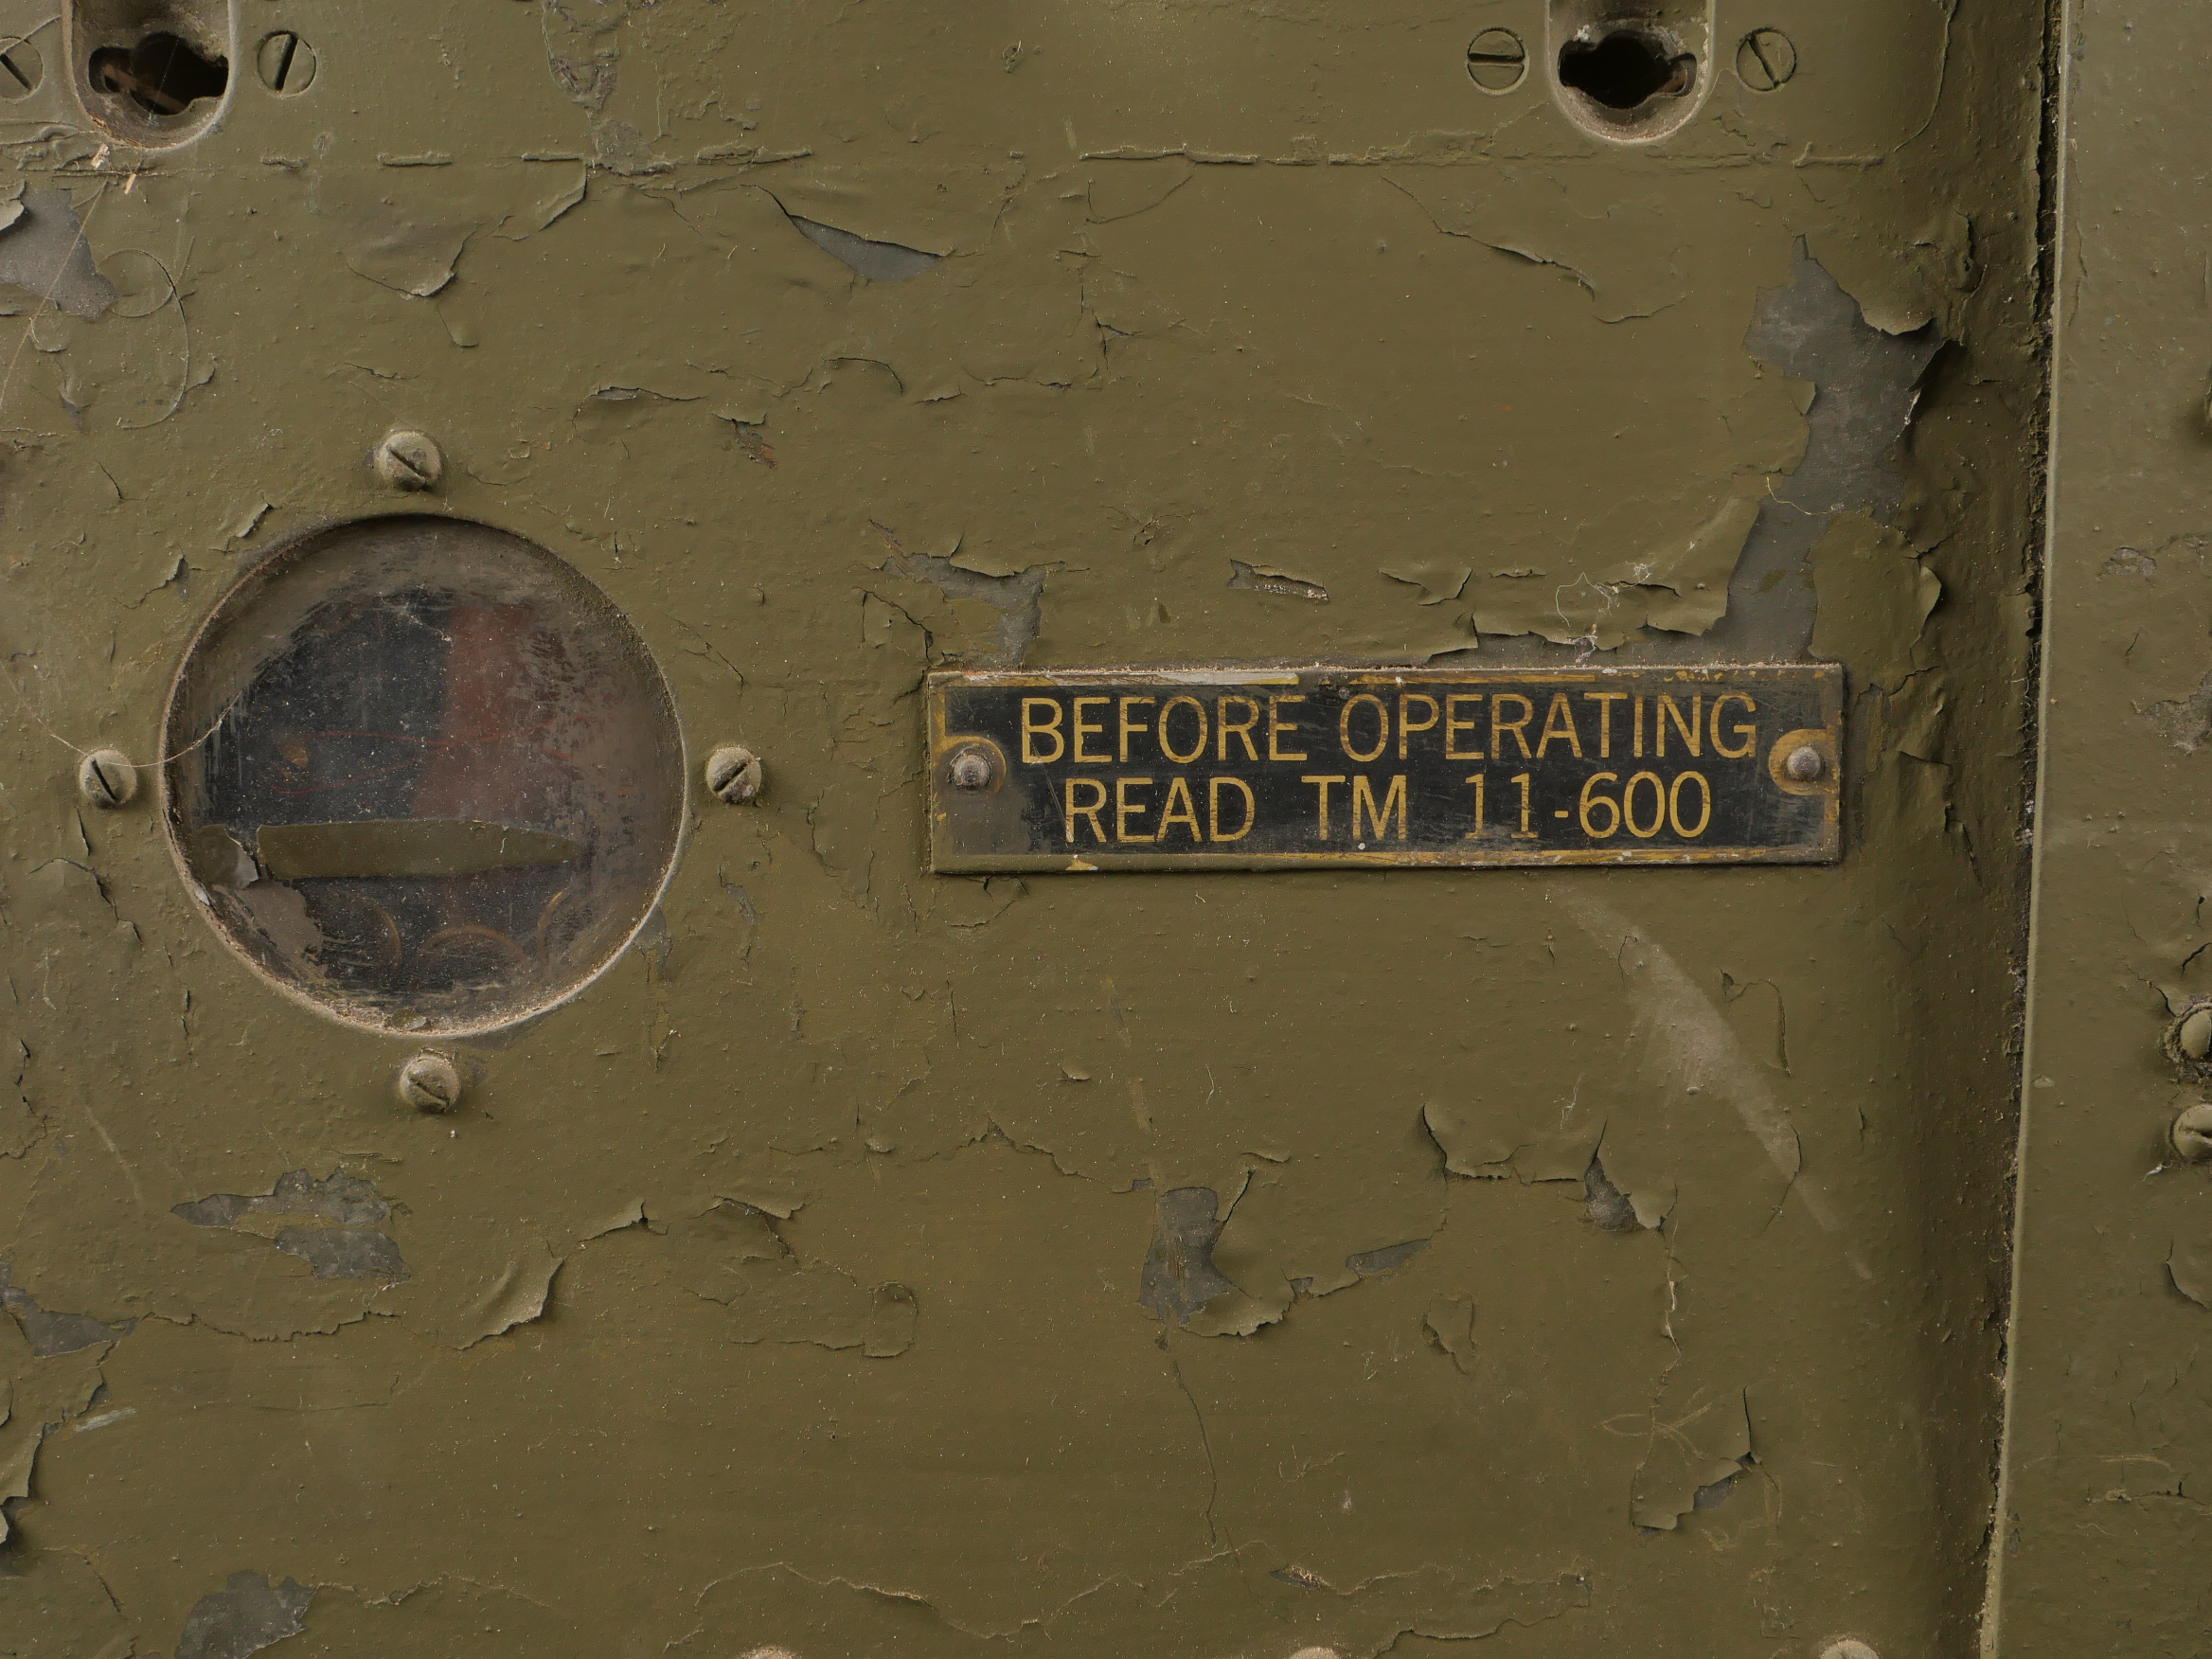 BEFORE OPERATING
READ TM 11-600